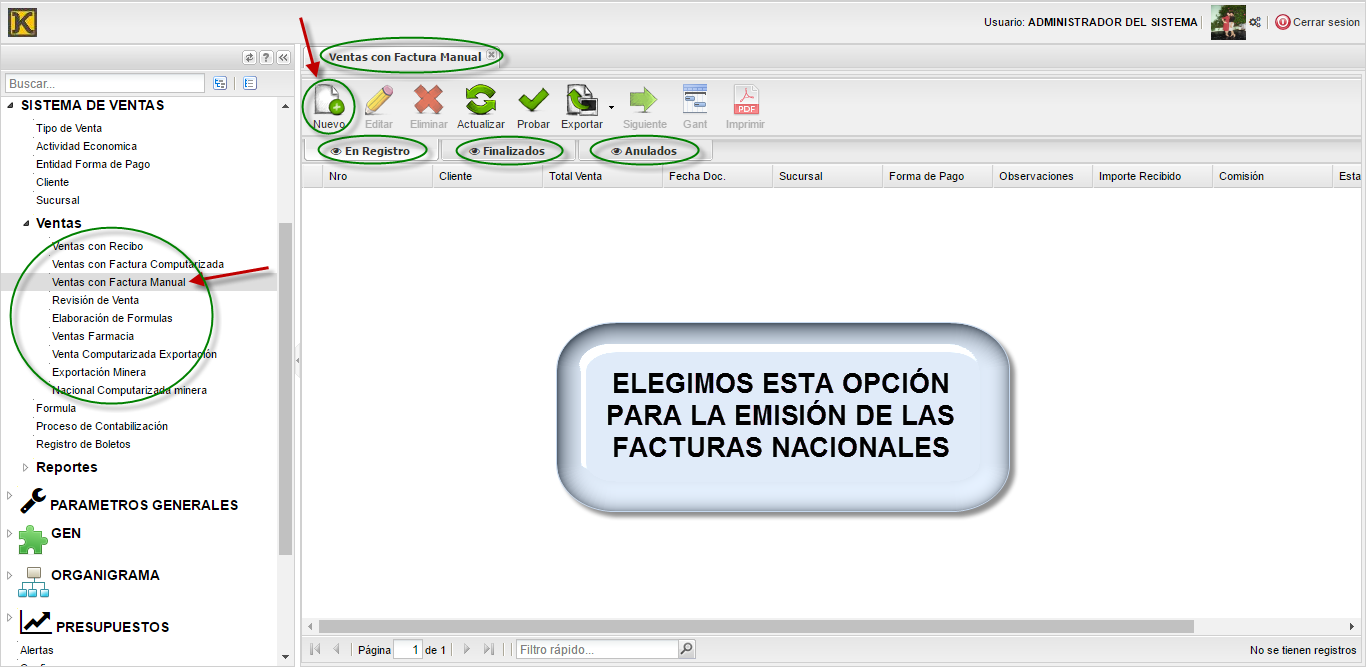 K
Usuario: ADMINISTRADOR DEL SISTEMA
Cerrar sesion
Buscar...
SISTEMA DE VENTAS
Tipo de Venta
Actividad Economica
Entidad Forma de Pago
Cliente
Sucursal
Ventas
Ventas con Recibo
Ventas con Factura Computarizada
Ventas con Factura Manual
Revisión de Venta
Elaboración de Formulas
Ventas Farmacia
Venta Computarizada Exportación
Exportación Minera
Nacional Computarizada minera
Formula
Proceso de Contabilización
Registro de Boletos
Reportes
PARAMETROS GENERALES
GEN
ORGANIGRAMA
PRESUPUESTOS
Alertas
Ventas con Factura Manual
Nuevo Editar Eliminar Actualizar Probar Exportar Siguiente Gant PDF Imprimir
En Registro Finalizados Anulados
Nro Cliente Total Venta Fecha Doc. Sucursal Forma de Pago Observaciones Importe Recibido Comisión Esta
ELEGIMOS ESTA OPCIÓN
PARA LA EMISIÓN DE LAS
FACTURAS NACIONALES
Página 1 de 1 Filtro rápido... No se tienen registros